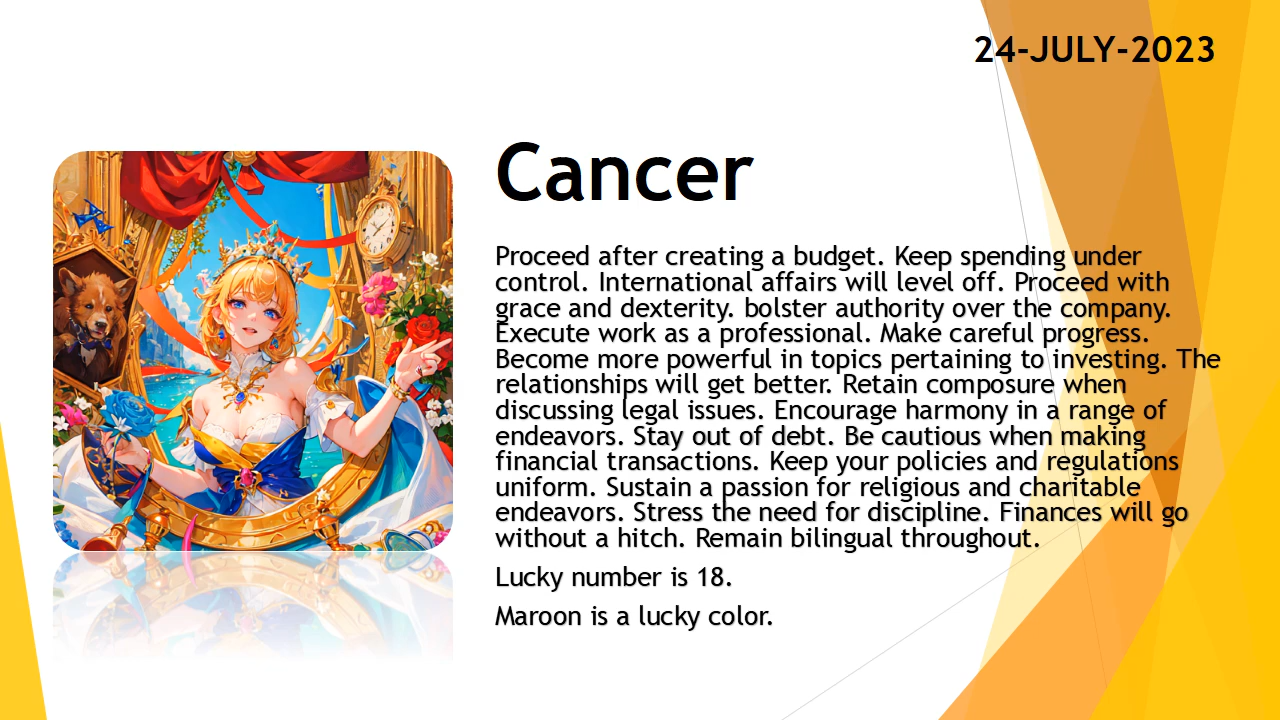 24-JULY-2023
Cancer
Proceed after creating a budget. Keep spending under
control. International affairs will level off. Proceed with
grace and dexterity. bolster authority over the company.
Execute work as a professional. Make careful progress.
Become more powerful in topics pertaining to investing. The
relationships will get better. Retain composure when
discussing legal issues. Encourage harmony in a range of
endeavors. Stay out of debt. Be cautious when making
financial transactions. Keep your policies and regulations
uniform. Sustain a passion for religious and charitable
endeavors. Stress the need for discipline. Finances will go
without a hitch. Remain bilingual throughout.
Lucky number is 18.
Maroon is a lucky color.